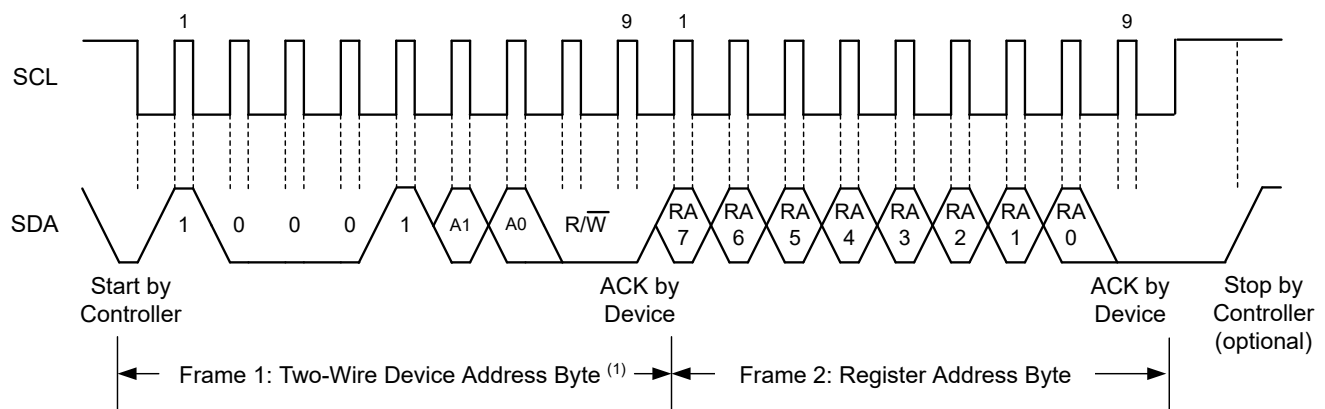 1 9 1 9
SCL
SDA
1 0 0 0 1 A1 A0 R/W̅ RA 7 RA 6 RA 5 RA 4 RA 3 RA 2 RA 1 RA 0
Start by
Controller
ACK by
Device
ACK by
Device
Stop by
Controller
(optional)
Frame 1: Two-Wire Device Address Byte (1)
Frame 2: Register Address Byte